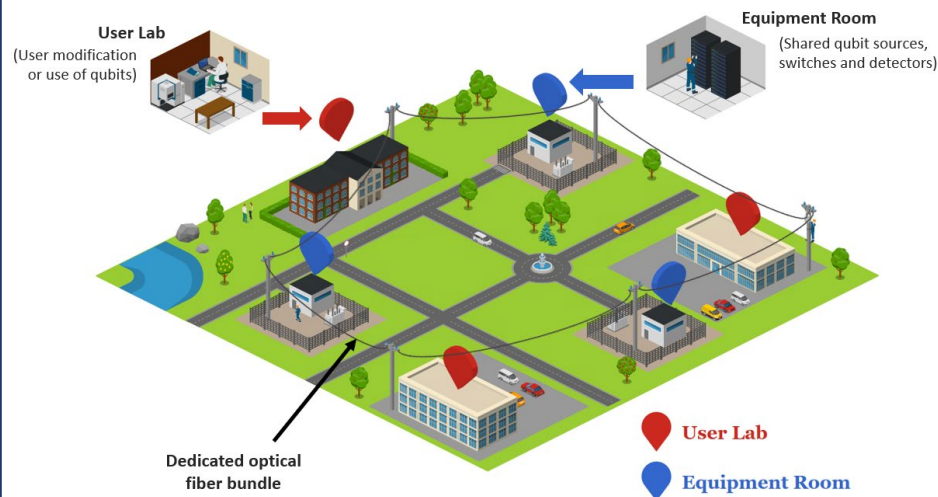 User Lab
(User modification
or use of qubits)
Equipment Room
(Shared qubit sources,
switches and detectors)
Dedicated optical
fiber bundle
User Lab
Equipment Room